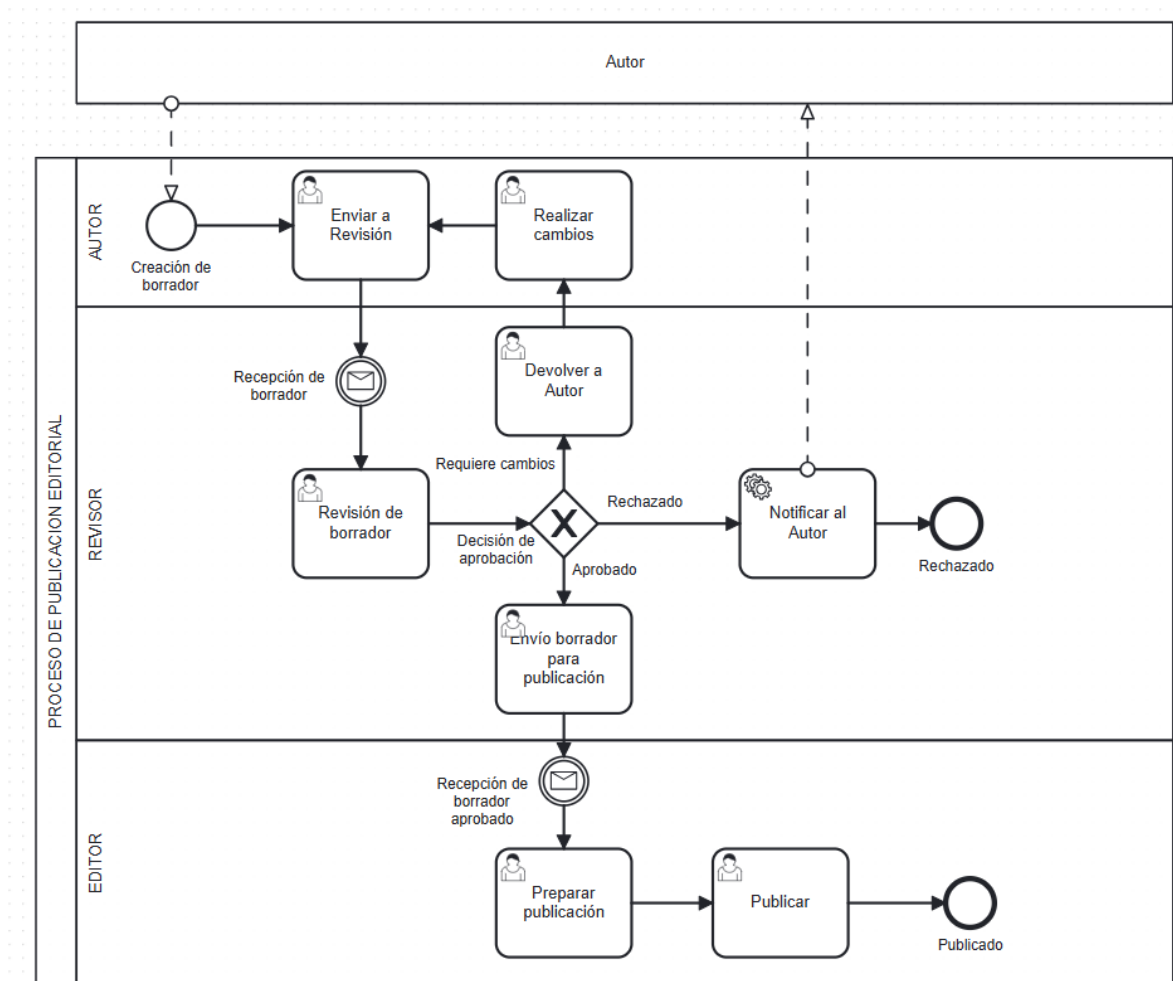 Autor
PROCESO DE PUBLICACION EDITORIAL
AUTOR
Creación de
borrador
Enviar a
Revisión
Realizar
cambios
REVISOR
Recepción de
borrador
Devolver a
Autor
Requiere cambios
Revisión de
borrador
Decisión de
aprobación
Rechazado
Notificar al
Autor
Rechazado
Aprobado
Envío borrador
para
publicación
EDITOR
Recepción de
borrador
aprobado
Preparar
publicación
Publicar
Publicado